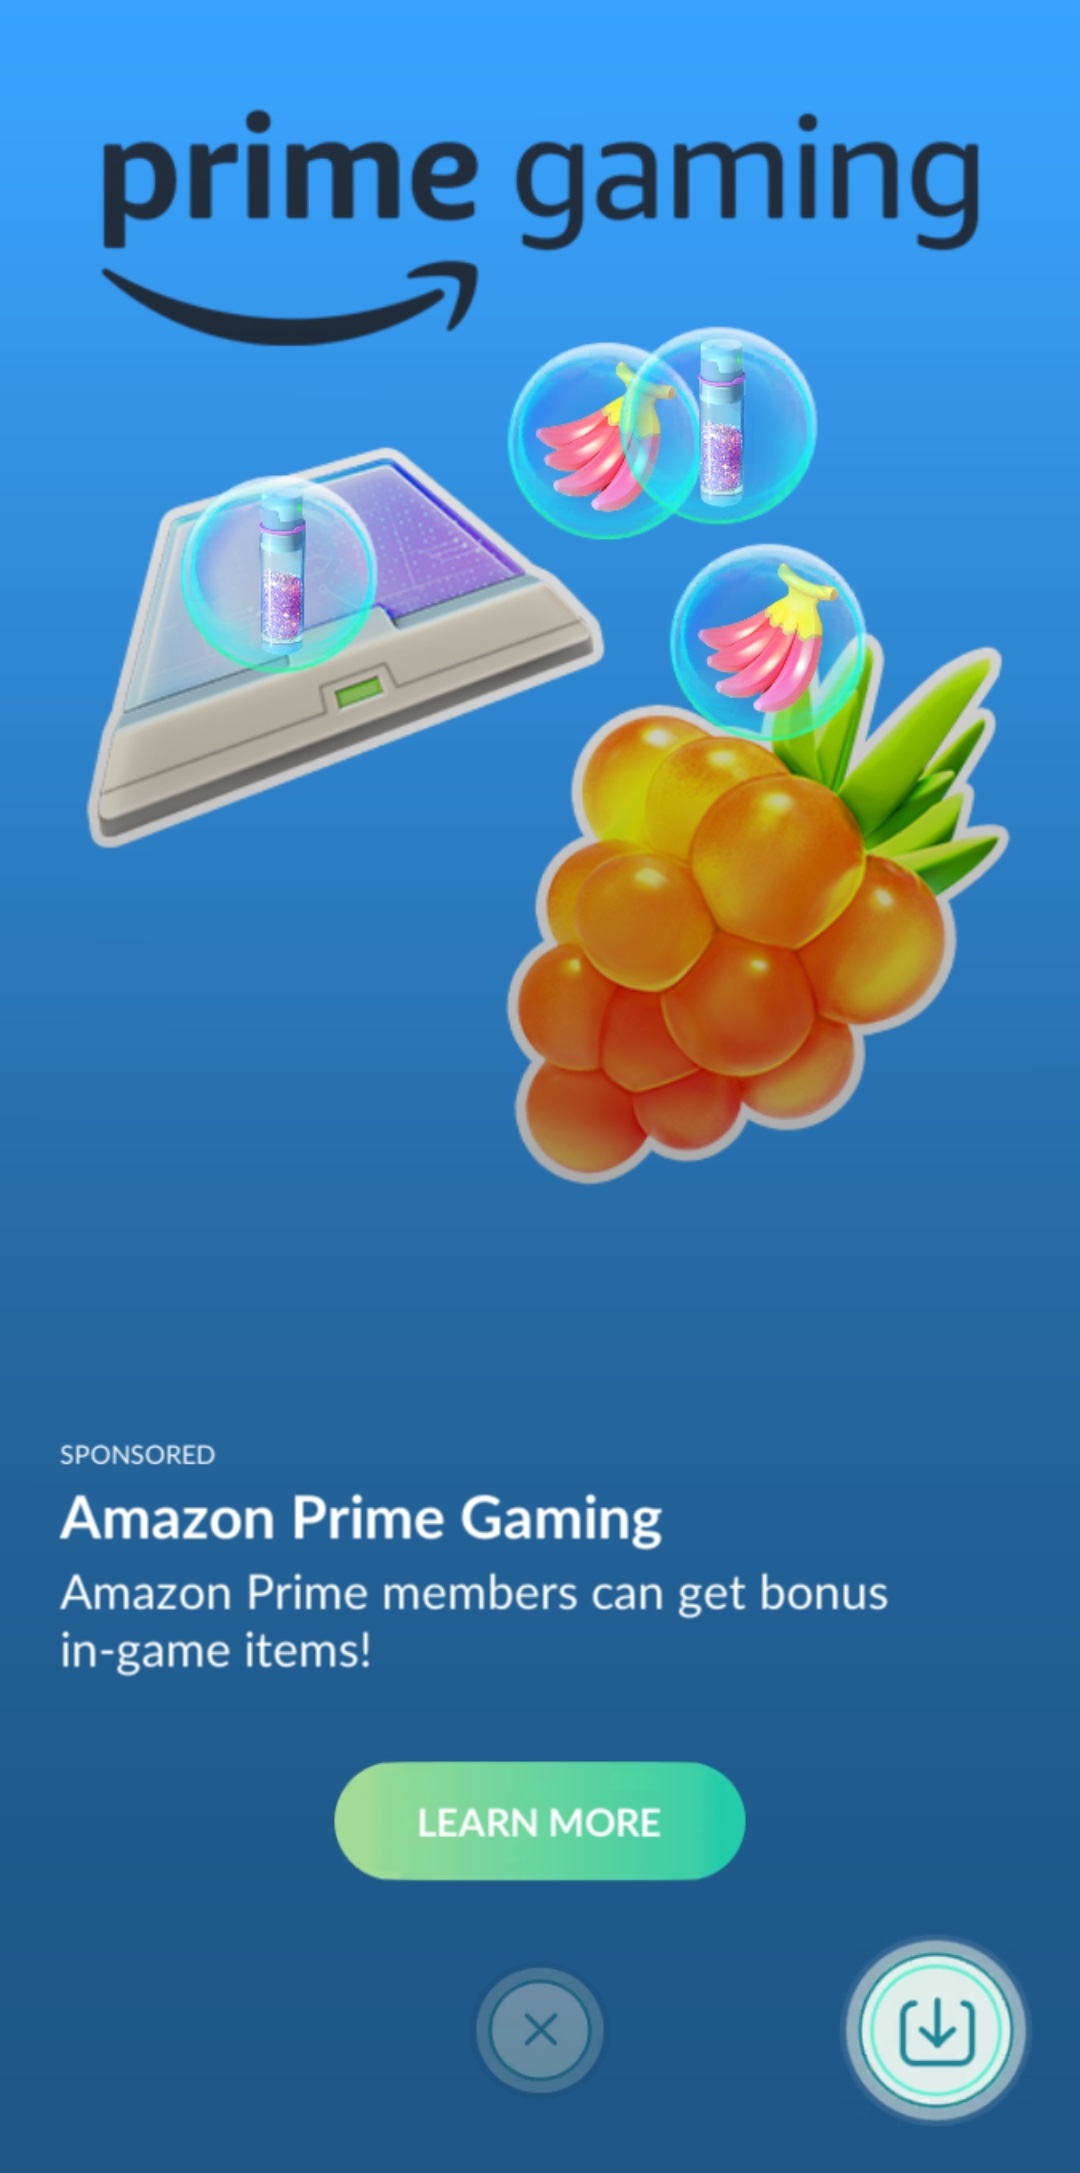 prime gaming
SPONSORED
Amazon Prime Gaming
Amazon Prime members can get bonus
in-game items!
LEARN MORE